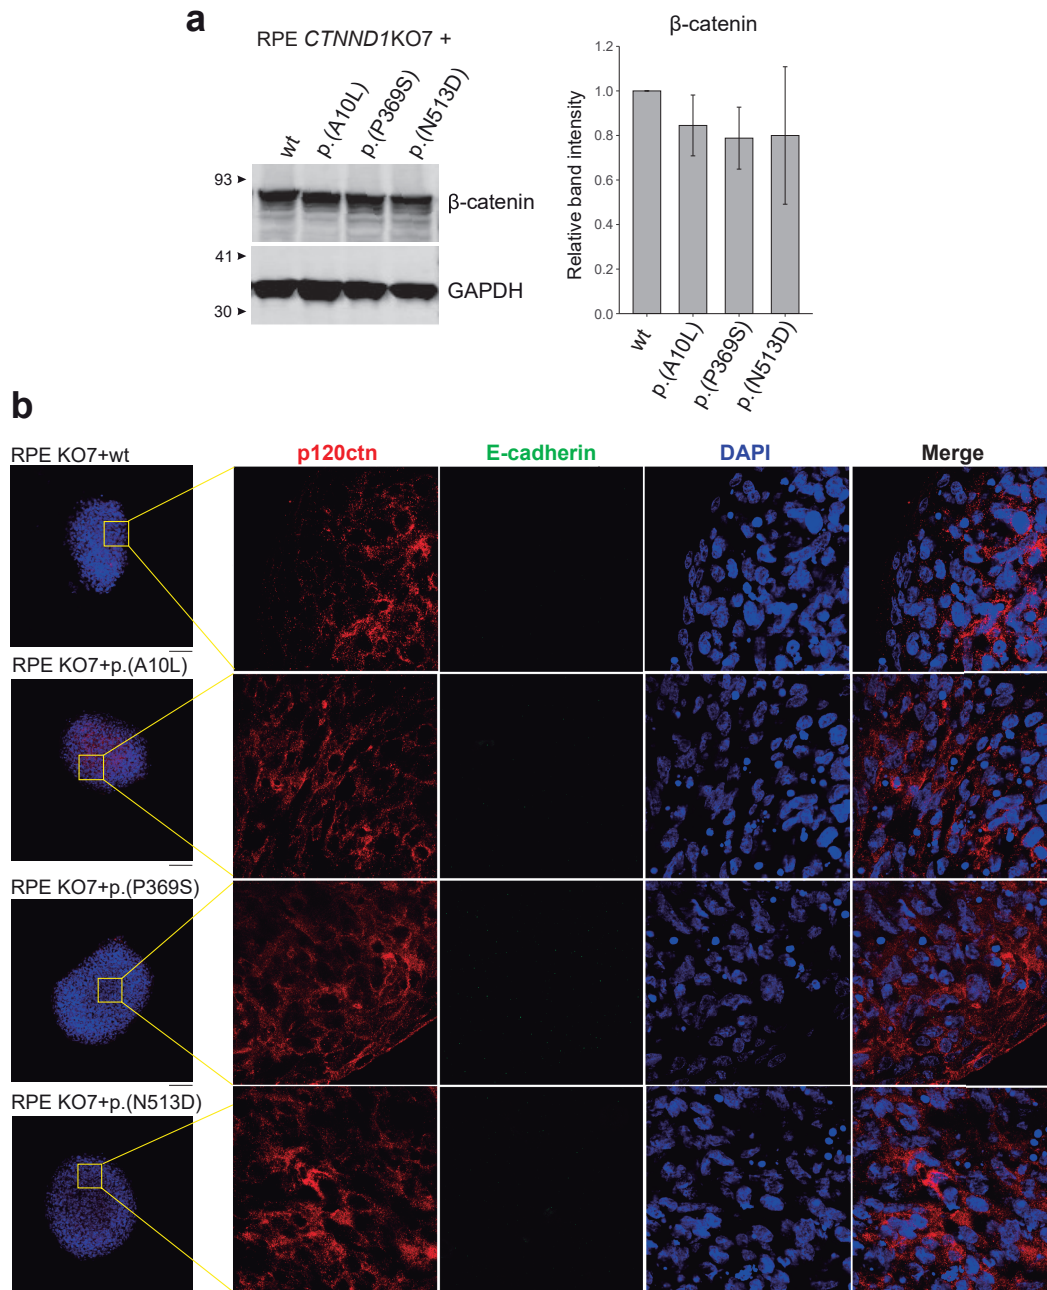 a
RPE CTNND1KO7 +
wt
p.(A10L)
p.(P369S)
p.(N513D)
93
β-catenin
41
GAPDH
30
β-catenin
Relative band intensity
1.2
1.0
0.8
0.6
0.4
0.2
0.0
wt
p.(A10L)
p.(P369S)
p.(N513D)
b
RPE KO7+wt
p120ctn
E-cadherin
DAPI
Merge
RPE KO7+p.(A10L)
RPE KO7+p.(P369S)
RPE KO7+p.(N513D)